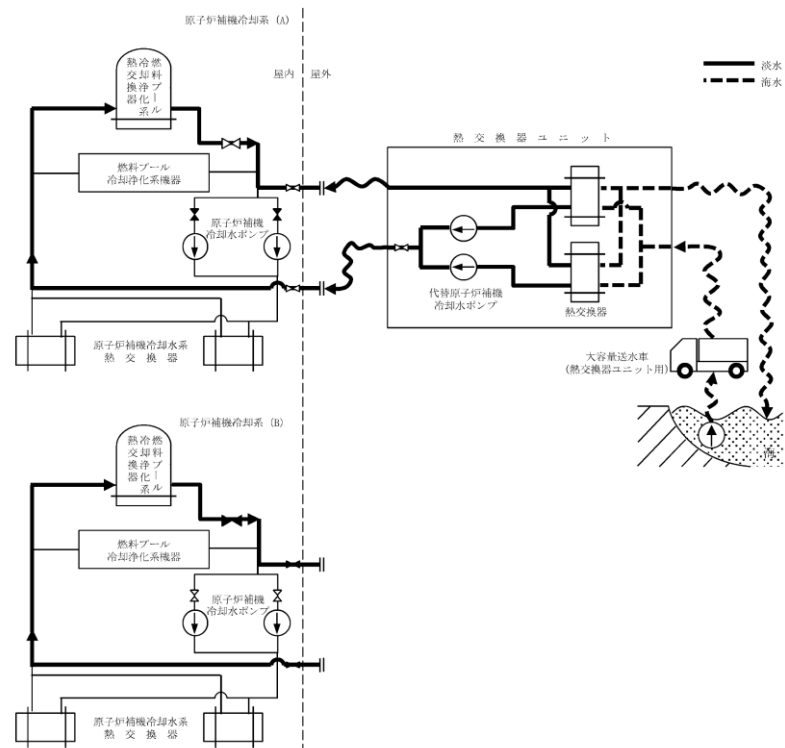 原子炉補機冷却系(A)
屋内
屋外
燃料プール
冷却浄化系
熱交換器
燃料プール
冷却浄化系機器
原子炉補機
冷却水ポンプ
原子炉補機冷却水系
熱交換器
熱交換器ユニット
代替原子炉補機
冷却水ポンプ
熱交換器
淡水
海水
大容量送水車
(熱交換器ユニット用)
海
原子炉補機冷却系(B)
燃料プール
冷却浄化系
熱交換器
燃料プール
冷却浄化系機器
原子炉補機
冷却水ポンプ
原子炉補機冷却水系
熱交換器